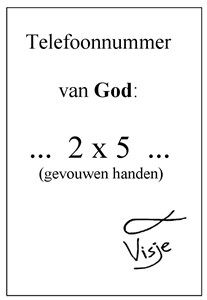 Telefoonnummer
van God:
... 2 x 5 ...
(gevouwen handen)
Visje